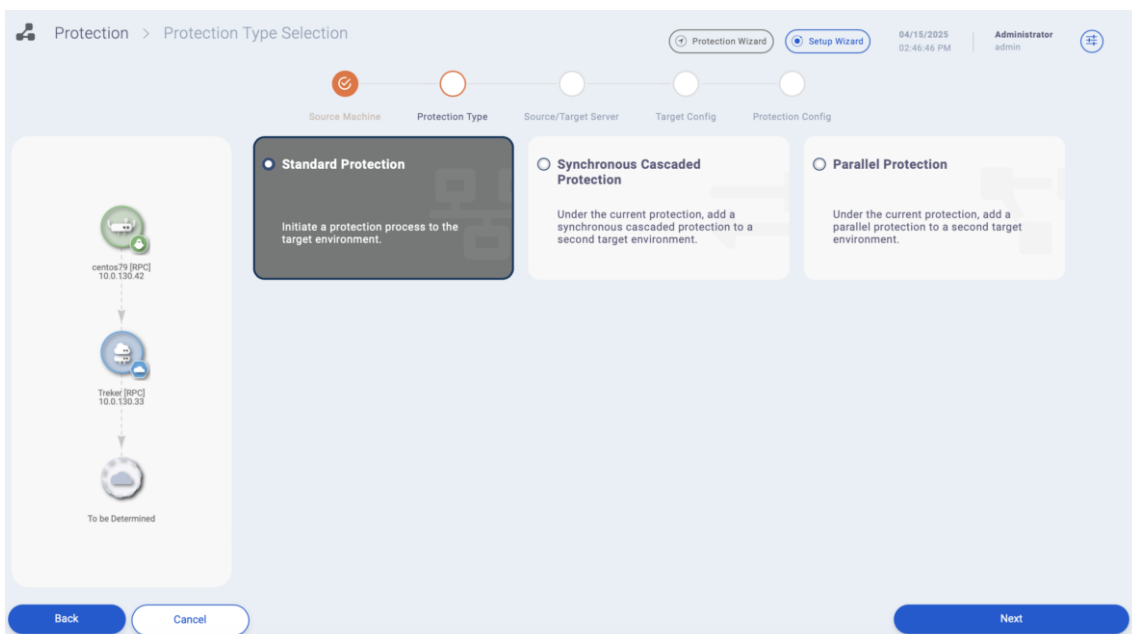 Protection > Protection Type Selection
Protection Wizard
Setup Wizard
04/15/2025
02:46:46 PM
Administrator
admin
Source Machine
Protection Type
Source/Target Server
Target Config
Protection Config
centos79 [RPC]
10.0.130.42
Treker [RPC]
10.0.130.33
To be Determined
Standard Protection
Initiate a protection process to the
target environment.
Synchronous Cascaded
Protection
Under the current protection, add a
synchronous cascaded protection to a
second target environment.
Parallel Protection
Under the current protection, add a
parallel protection to a second target
environment.
Back
Cancel
Next